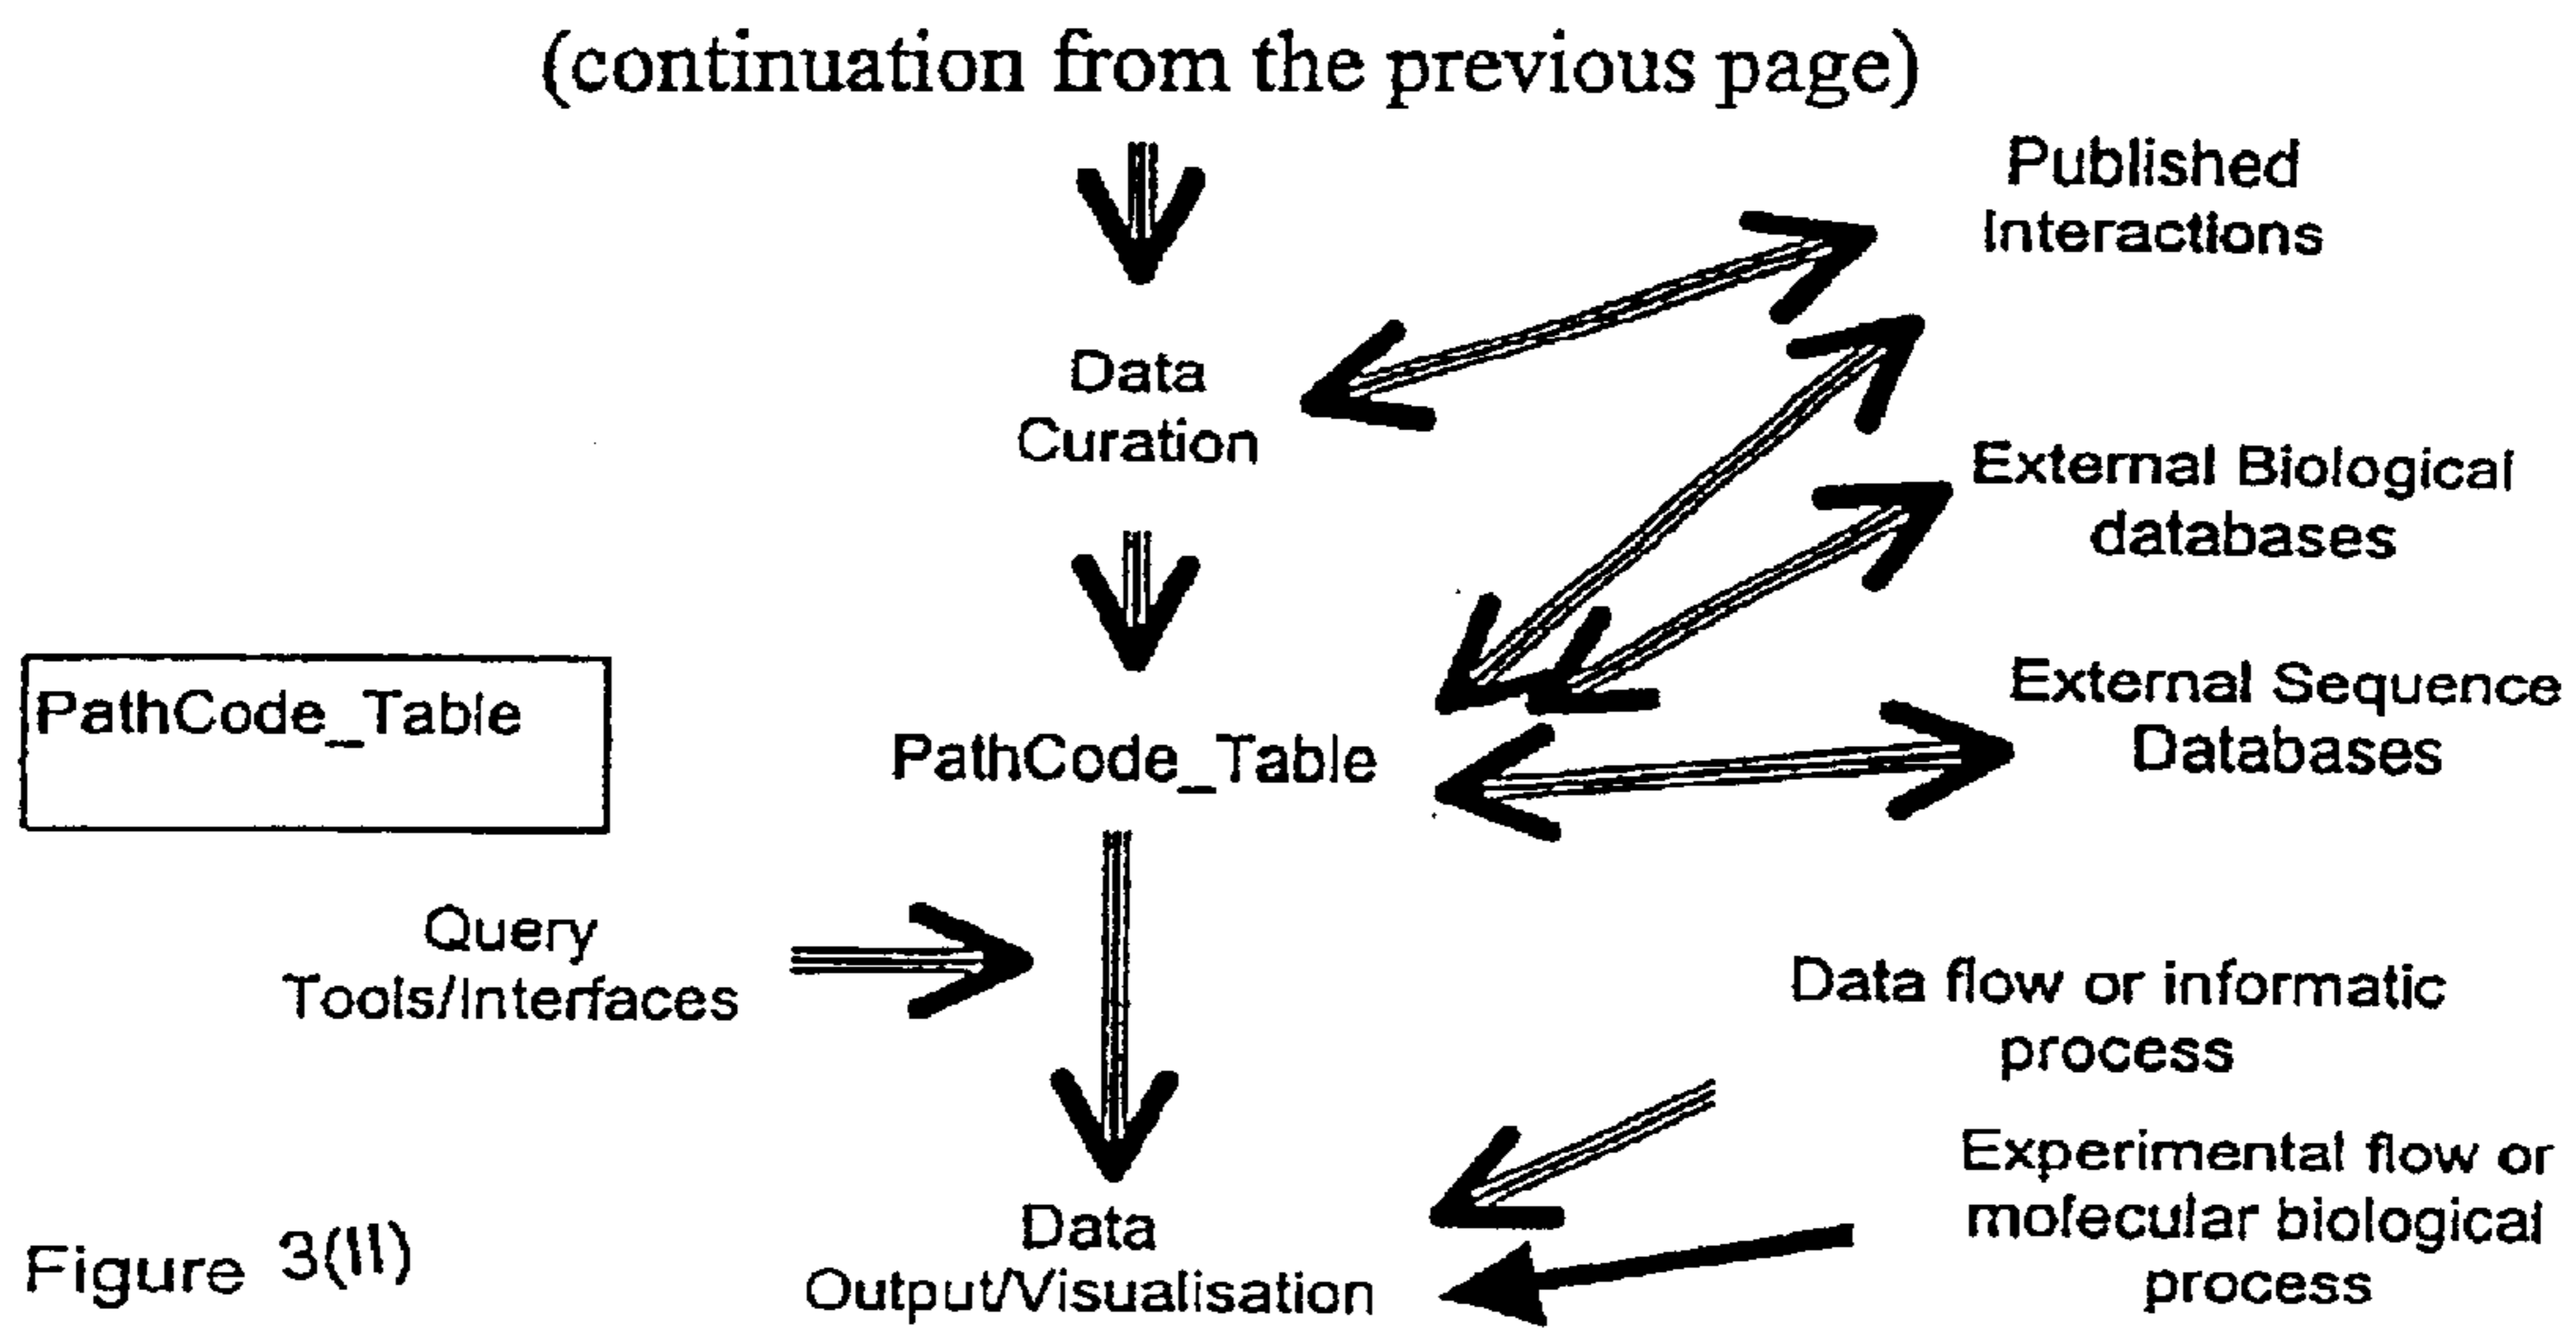 (continuation from the previous page)
Published
Interactions
Data
Curation
External Biological
databases
PathCode_Table
PathCode_Table
External Sequence
Databases
Query
Tools/Interfaces
Data flow or informatic
process
Experimental flow or
molecular biological
process
Data
Output/Visualisation
Figure 3(II)